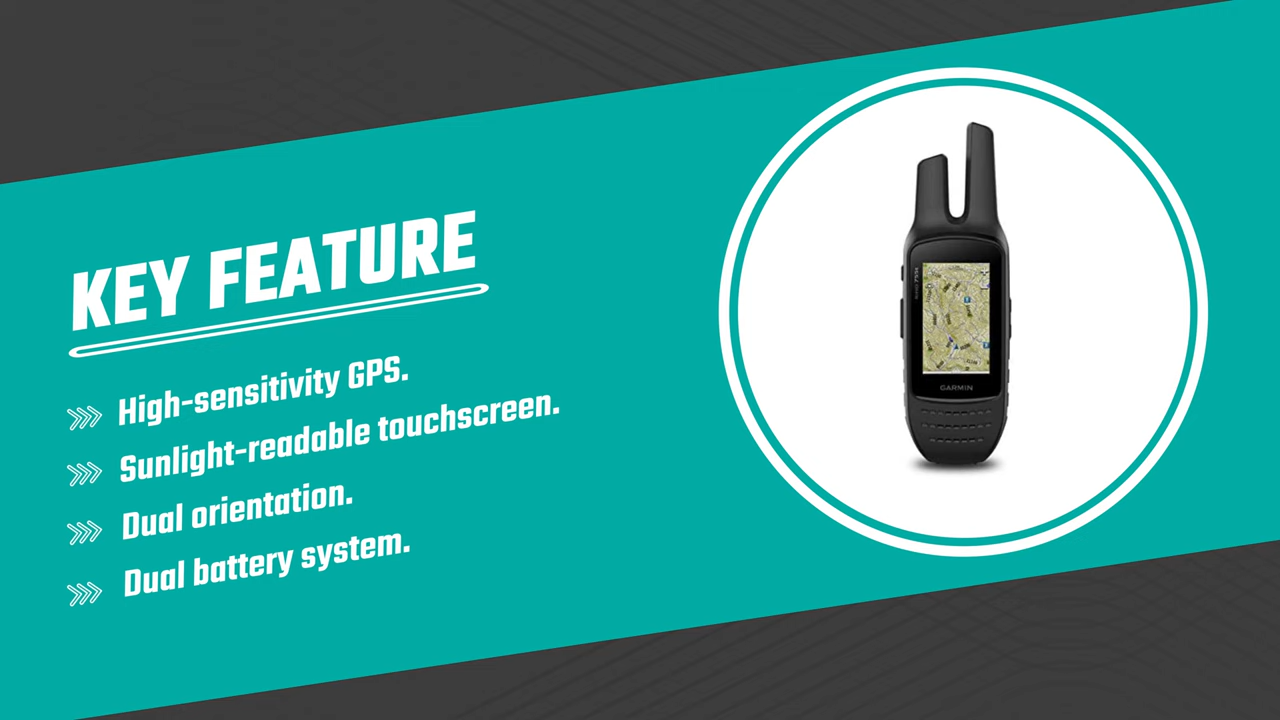 KEY FEATURE
High-sensitivity GPS.
Sunlight-readable touchscreen.
Dual orientation.
Dual battery system.
GARMIN